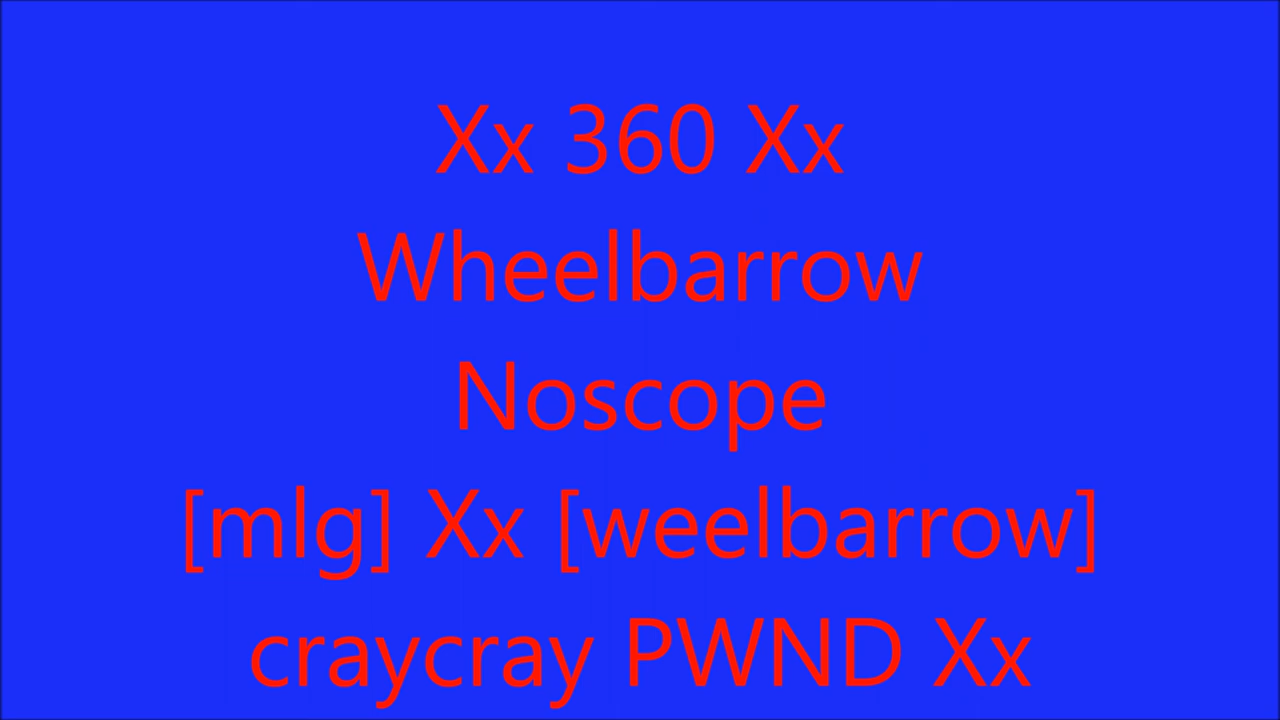 Xx 360 Xx
Wheelbarrow
Noscope
[mlg] Xx [weelbarrow]
craycray PWND Xx